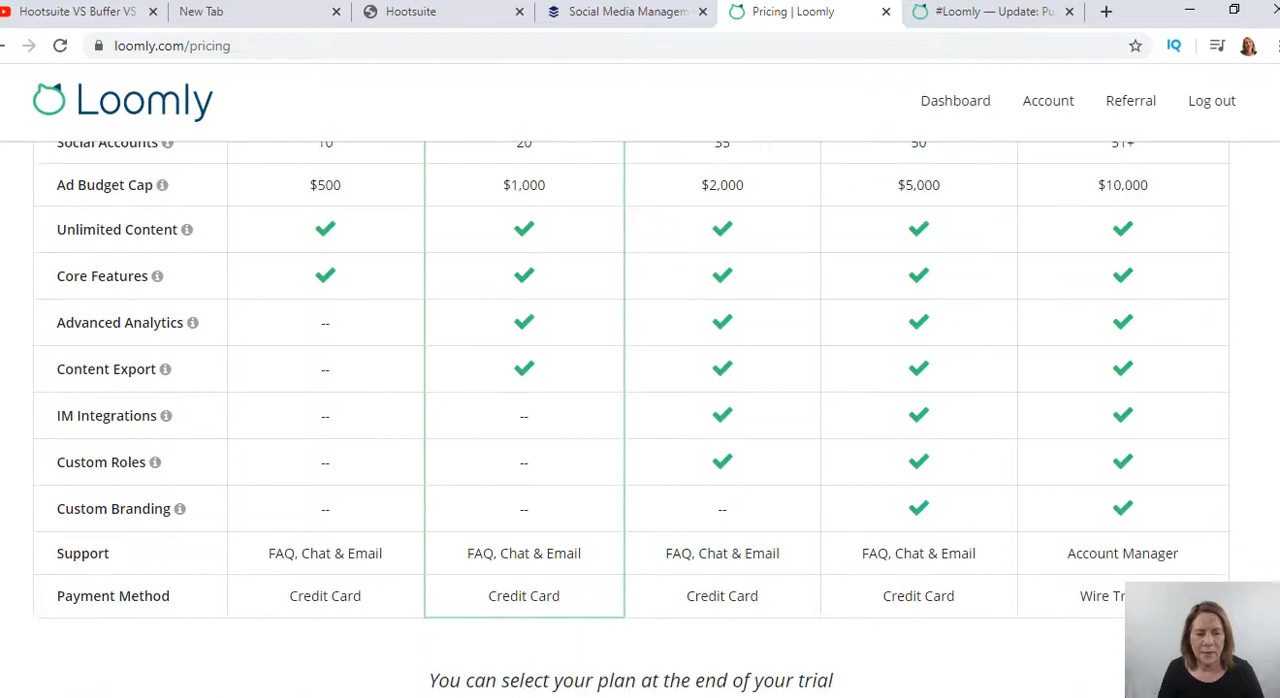 Hootsuite VS Buffer VS New Tab Hootsuite Social Media Managem Pricing | Loomly #Loomly — Update: Pu
loomly.com/pricing IQ
Loomly Dashboard Account Referral Log out
Social Accounts 10 20 35 50 51+
Ad Budget Cap $500 $1,000 $2,000 $5,000 $10,000
Unlimited Content
Core Features
Advanced Analytics --
Content Export --
IM Integrations -- --
Custom Roles -- --
Custom Branding -- -- --
Support FAQ, Chat & Email FAQ, Chat & Email FAQ, Chat & Email FAQ, Chat & Email Account Manager
Payment Method Credit Card Credit Card Credit Card Credit Card Wire Tr
You can select your plan at the end of your trial